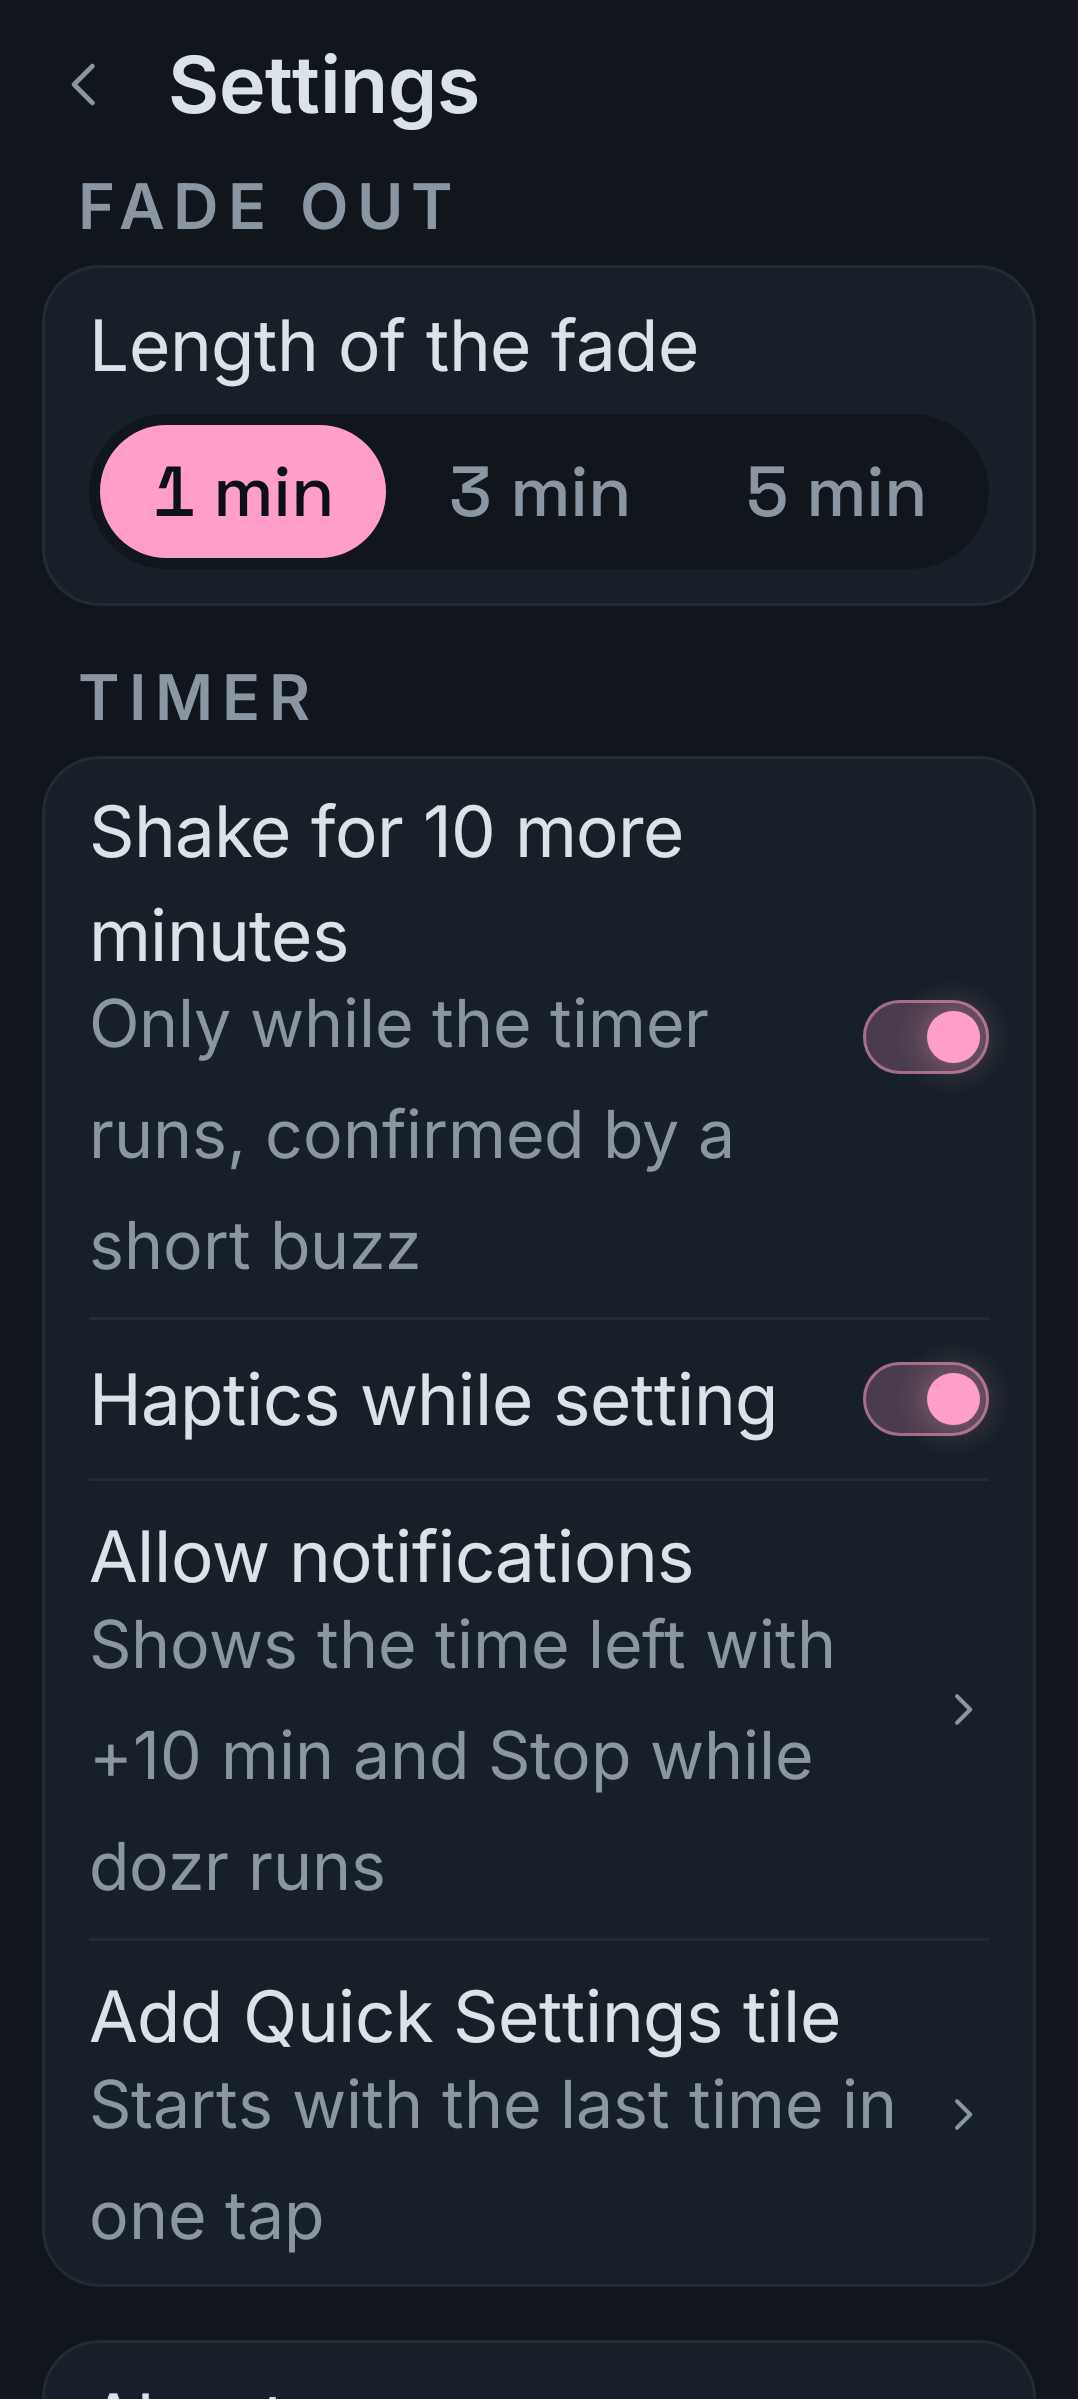 Settings
FADE OUT
Length of the fade
1 min
3 min
5 min
TIMER
Shake for 10 more
minutes
Only while the timer
runs, confirmed by a
short buzz
Haptics while setting
Allow notifications
Shows the time left with
+10 min and Stop while
dozr runs
Add Quick Settings tile
Starts with the last time in
one tap